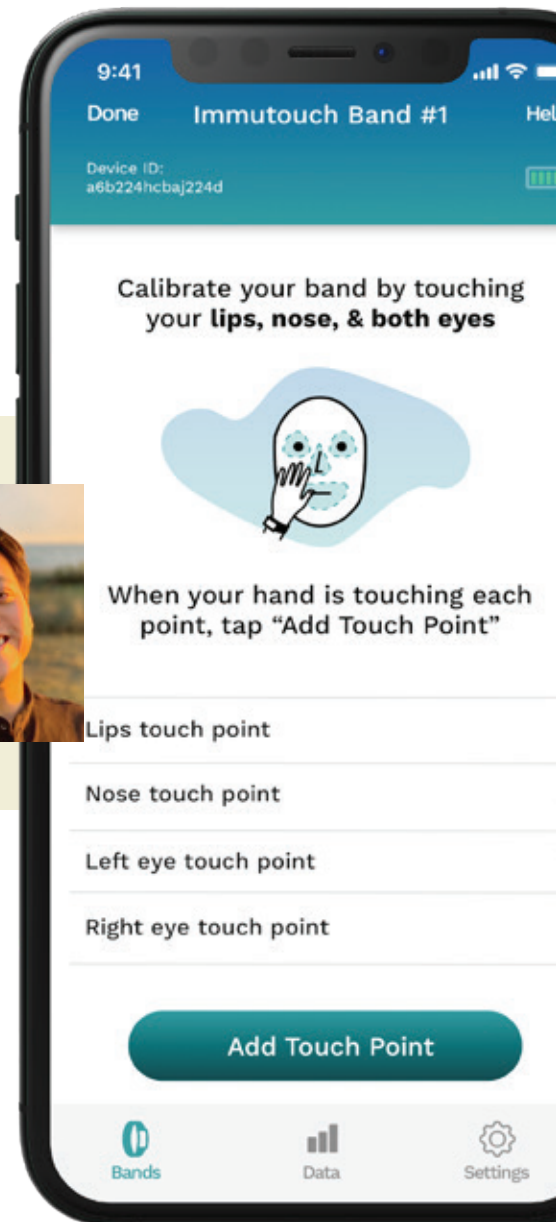 9:41
Done Immutouch Band #1 Hel
Device ID:
a6b224hcbaj224d
Calibrate your band by touching
your lips, nose, & both eyes
When your hand is touching each
point, tap “Add Touch Point”
Lips touch point
Nose touch point
Left eye touch point
Right eye touch point
Add Touch Point
Bands Data Settings